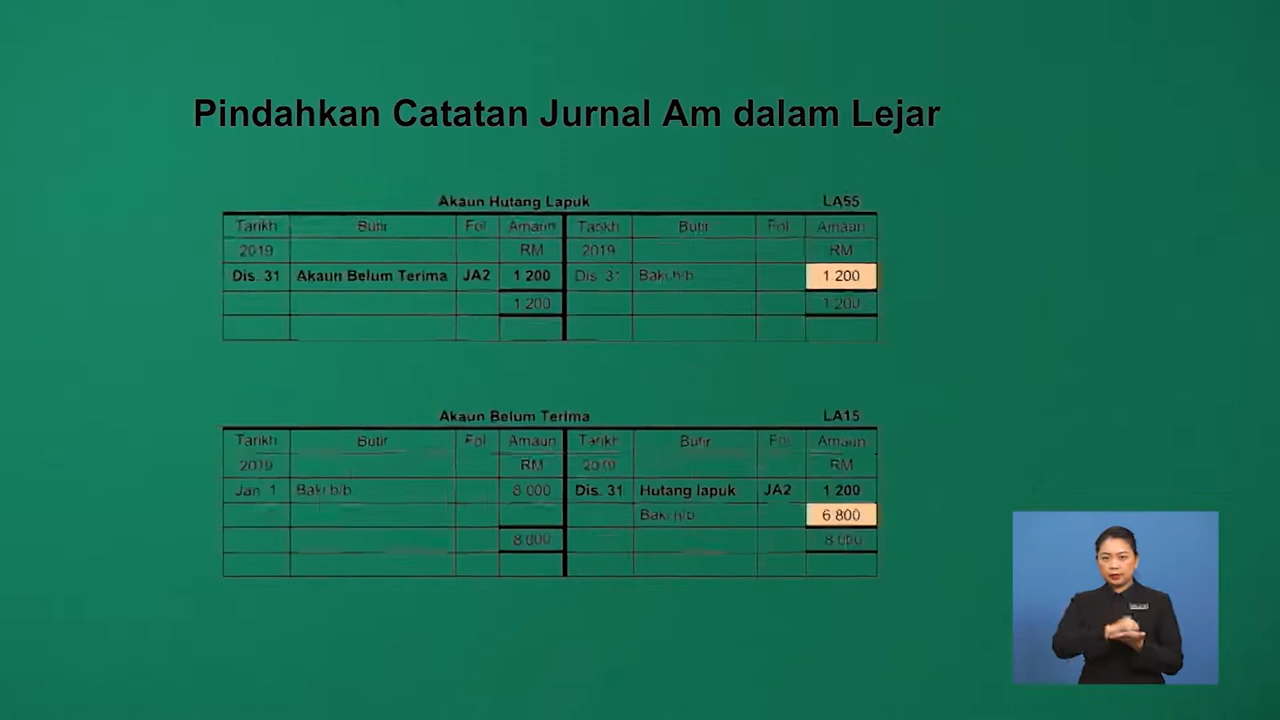 Pindahkan Catatan Jurnal Am dalam Lejar
Akaun Hutang Lapuk LA55
Tarikh Butir Fol Amaun Tarikh Butir Fol Amaun
2019 RM 2019 RM
Dis. 31 Akaun Belum Terima JA2 1 200 Dis. 31 Baki h/b 1 200
1 200 1 200
Akaun Belum Terima LA15
Tarikh Butir Fol Amaun Tarikh Butir Fol Amaun
2019 RM 2019 RM
Jan. 1 Baki b/b 8 000 Dis. 31 Hutang lapuk JA2 1 200
Baki h/b 6 800
8 000 8 000